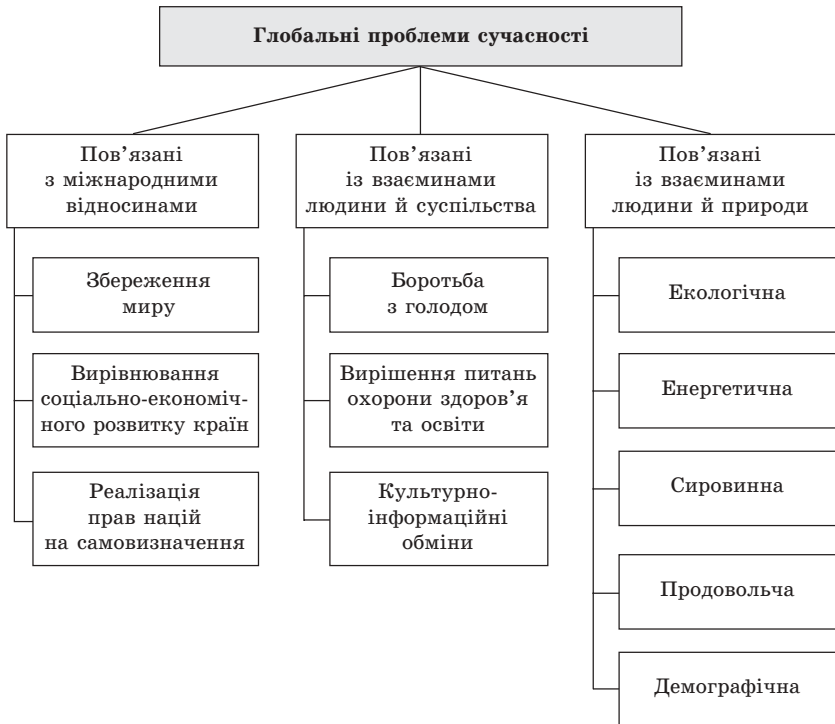 Глобальні проблеми сучасності
Пов’язані
з міжнародними
відносинами
Збереження
миру
Вирівнювання
соціально-економіч-
ного розвитку країн
Реалізація
прав націй
на самовизначення
Пов’язані
із взаєминами
людини й суспільства
Боротьба
з голодом
Вирішення питань
охорони здоров’я
та освіти
Культурно-
інформаційні
обміни
Пов’язані
із взаєминами
людини й природи
Екологічна
Енергетична
Сировинна
Продовольча
Демографічна